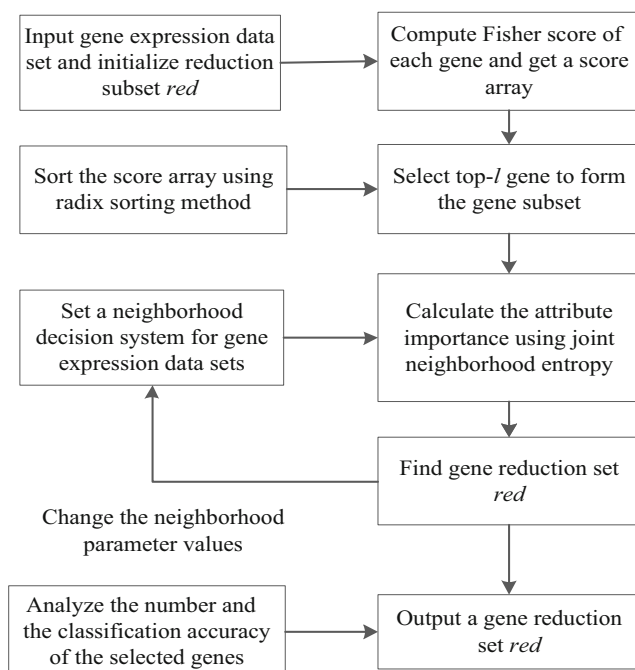 Input gene expression data
set and initialize reduction
subset red
Compute Fisher score of
each gene and get a score
array
Sort the score array using
radix sorting method
Select top-l gene to form
the gene subset
Set a neighborhood
decision system for gene
expression data sets
Calculate the attribute
importance using joint
neighborhood entropy
Find gene reduction set
red
Change the neighborhood
parameter values
Analyze the number and
the classification accuracy
of the selected genes
Output a gene reduction
set red